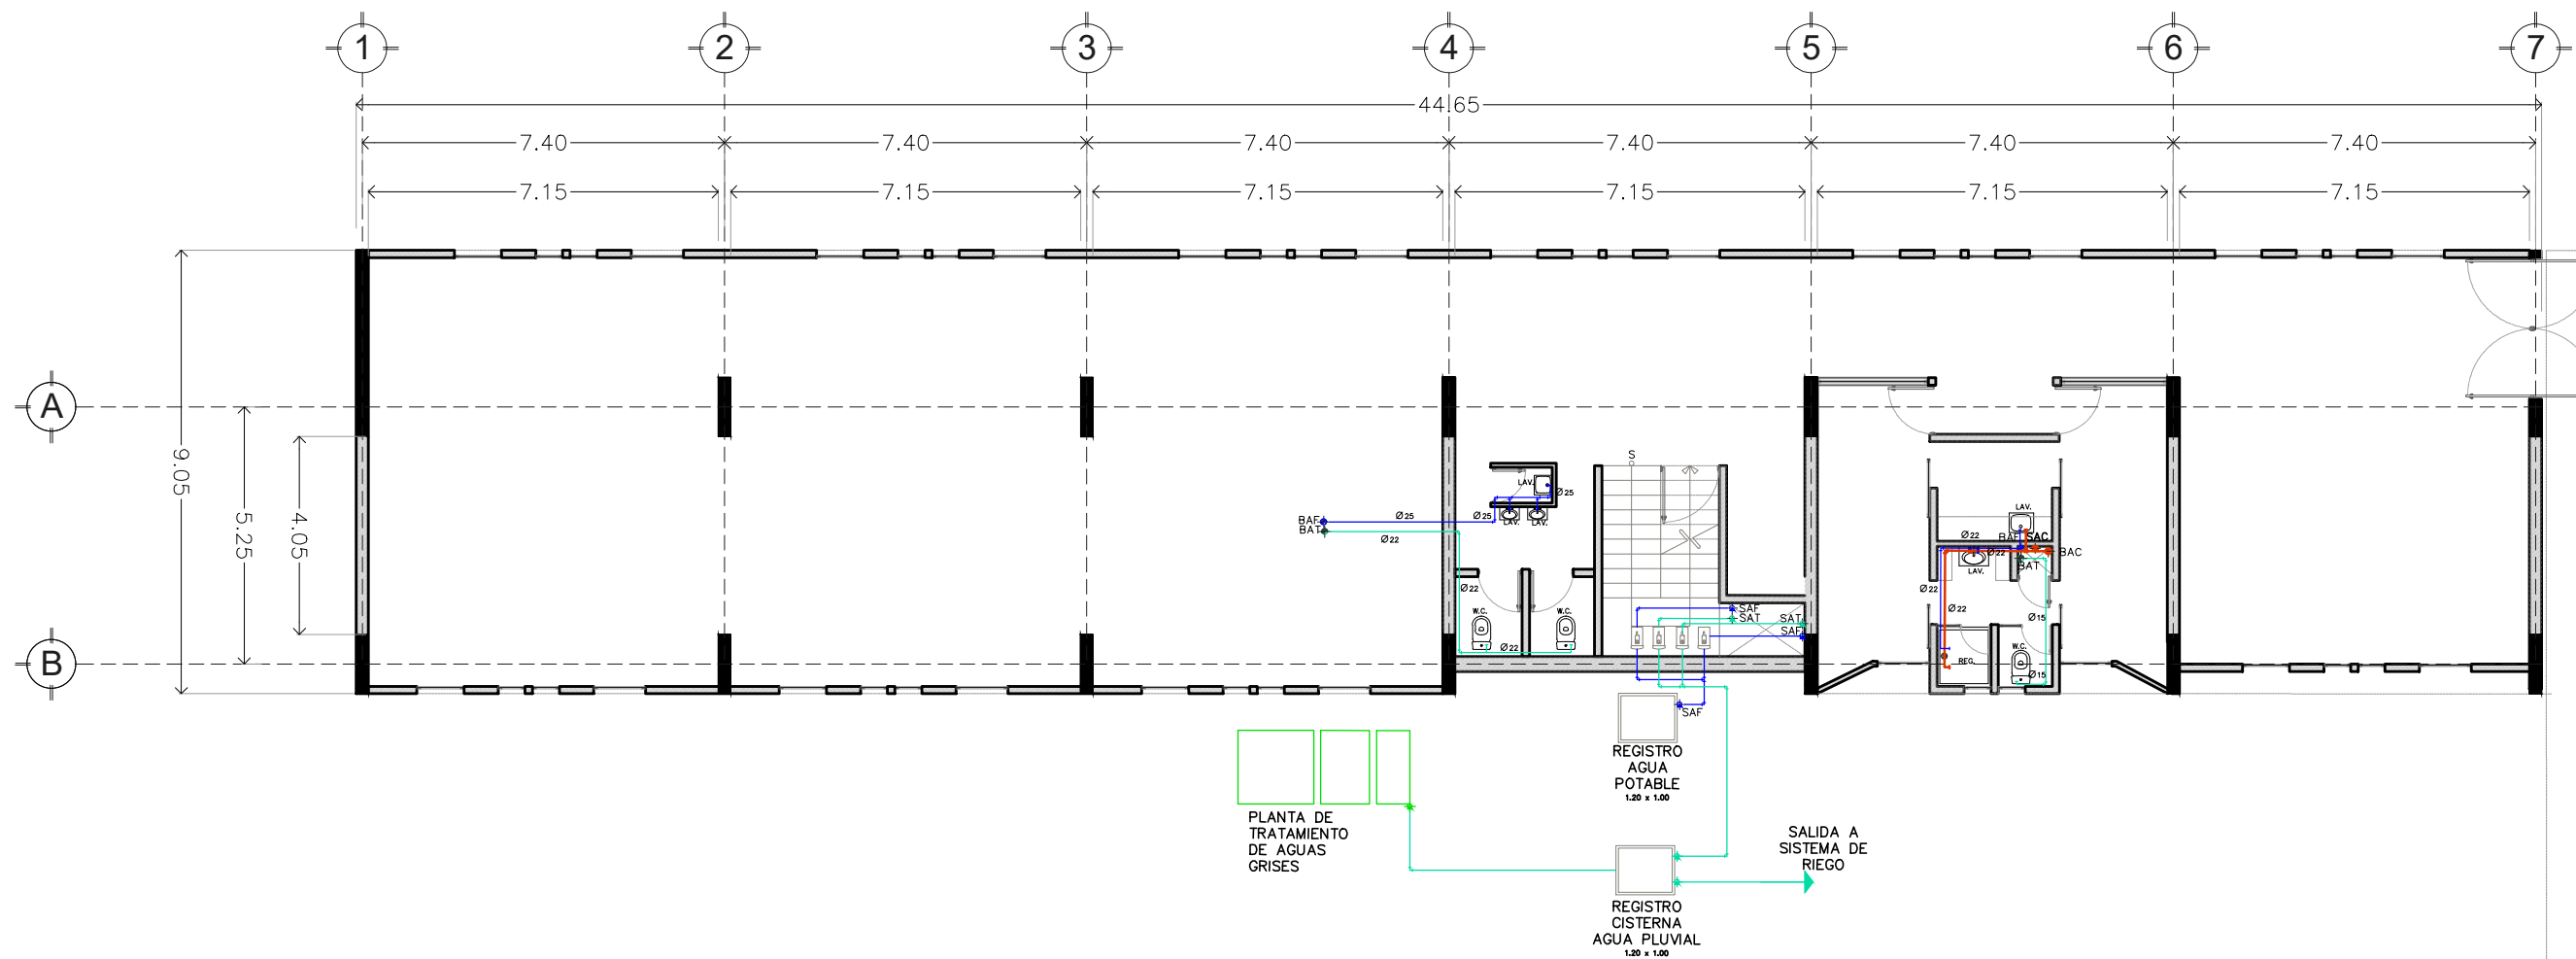 1 2 3 4 5 6 7
44.65
7.40 7.40 7.40 7.40 7.40 7.40
7.15 7.15 7.15 7.15 7.15 7.15
A
B
9.05
5.25
4.05
S
LAV.
Ø25
BAF
Ø25
Ø25
LAV.
LAV.
BAT
Ø22
Ø22
W.C.
W.C.
Ø22
SAF
SAT
SAT
SAF
SAF
LAV.
Ø22
BAF
SAC
Ø22
BAC
LAV.
BAT
Ø22
Ø22
Ø15
REG.
W.C.
Ø15
REGISTRO
AGUA
POTABLE
1.20 x 1.00
PLANTA DE
TRATAMIENTO
DE AGUAS
GRISES
SALIDA A
SISTEMA DE
RIEGO
REGISTRO
CISTERNA
AGUA PLUVIAL
1.20 x 1.00